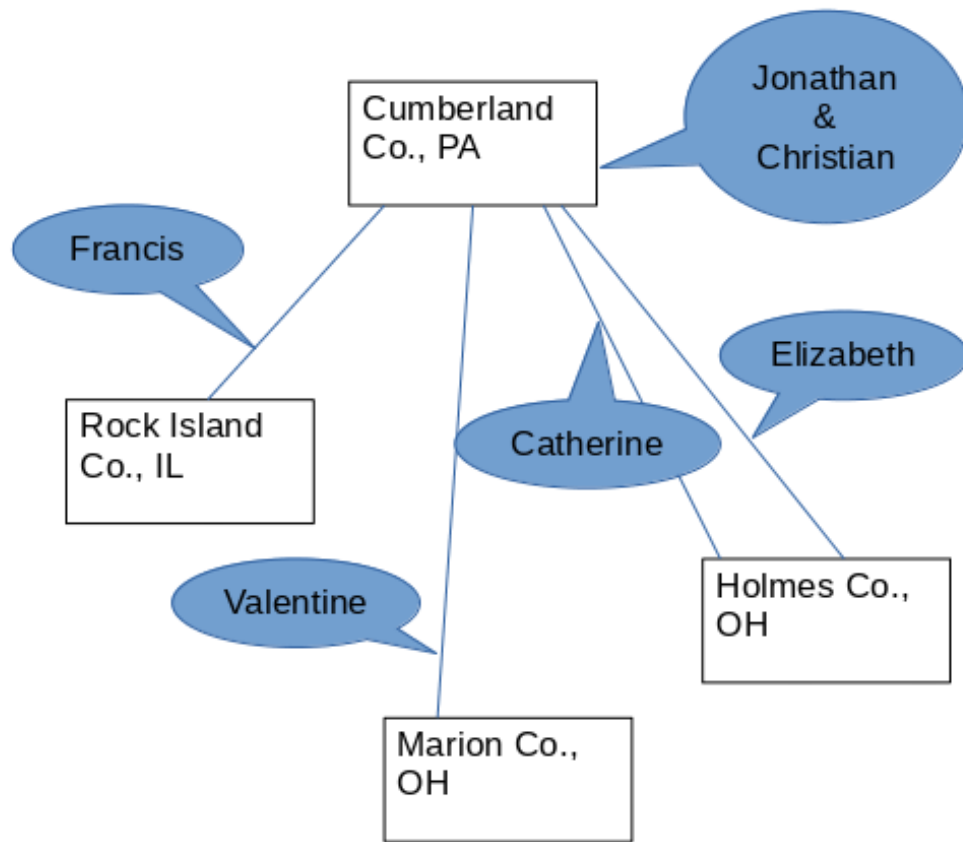 Cumberland
Co., PA
Jonathan
&
Christian
Francis
Elizabeth
Rock Island
Co., IL
Catherine
Valentine
Holmes Co.,
OH
Marion Co.,
OH